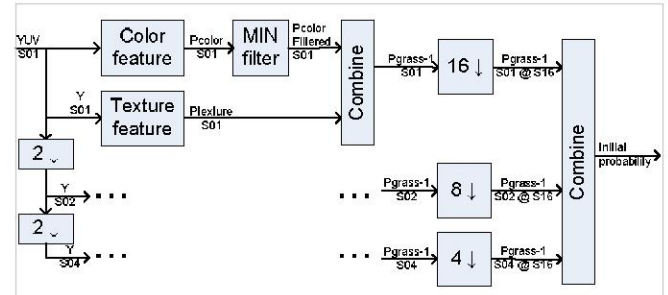 YUV
S01
Color
feature
Pcolor
S01
MIN
filter
Pcolor
Filtered
S01
Combine
Pgrass-1
S01
16 ↓
Pgrass-1
S01 @ S16
Y
S01
Texture
feature
Ptexture
S01
2 ↓
Y
S02
...
...
Pgrass-1
S02
8 ↓
Pgrass-1
S02 @ S16
Combine
Initial
probability
2 ↓
Y
S04
...
...
Pgrass-1
S04
4 ↓
Pgrass-1
S04 @ S16